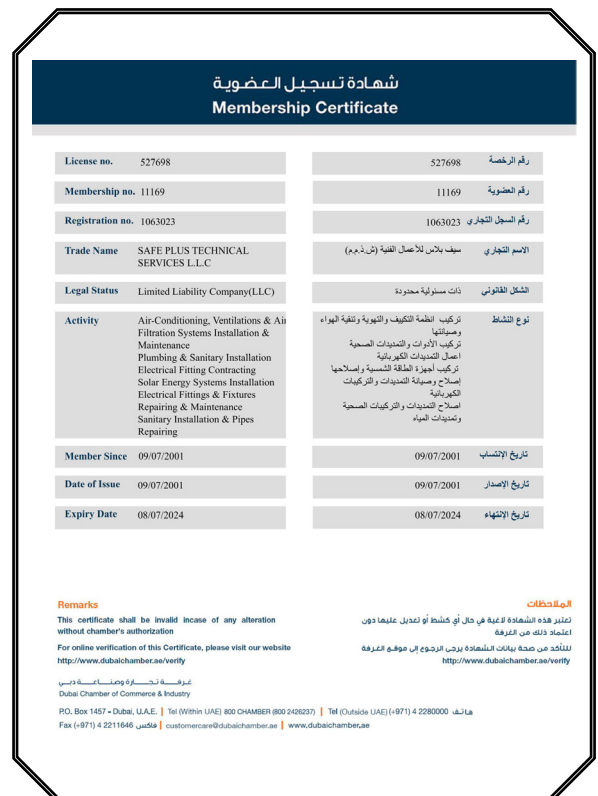 شهادة تسجيل العضوية
Membership Certificate
License no. 527698
527698 رقم الرخصة
Membership no. 11169
11169 رقم العضوية
Registration no. 1063023
1063023 رقم السجل التجاري
Trade Name SAFE PLUS TECHNICAL
SERVICES L.L.C
الاسم التجاري سيف بلاس للأعمال الفنية (ش.ذ.م.م)
Legal Status Limited Liability Company(LLC)
الشكل القانوني ذات مسئولية محدودة
Activity Air-Conditioning, Ventilations & Air
Filtration Systems Installation &
Maintenance
Plumbing & Sanitary Installation
Electrical Fitting Contracting
Solar Energy Systems Installation
Electrical Fittings & Fixtures
Repairing & Maintenance
Sanitary Installation & Pipes
Repairing
نوع النشاط تركيب انظمة التكييف والتهوية وتنقية الهواء
وصيانتها
تركيب الأدوات والتمديدات الصحية
اعمال التمديدات الكهربائية
تركيب أجهزة الطاقة الشمسية وإصلاحها
إصلاح وصيانة التمديدات والتركيبات
الكهربائية
اصلاح التمديدات والتركيبات الصحية
وتمديدات المياه
Member Since 09/07/2001
09/07/2001 تاريخ الإنتساب
Date of Issue 09/07/2001
09/07/2001 تاريخ الإصدار
Expiry Date 08/07/2024
08/07/2024 تاريخ الإنتهاء
Remarks
This certificate shall be invalid incase of any alteration
without chamber's authorization
For online verification of this Certificate, please visit our website
http://www.dubaichamber.ae/verify
الملاحظات
تعتبر هذه الشهادة لاغية في حال أي كشط أو تعديل عليها دون
اعتماد ذلك من الغرفة
للتأكد من صحة بيانات الشهادة يرجى الرجوع إلى موقع الغرفة
http://www.dubaichamber.ae/verify
غرفة تجارة وصناعة دبي
Dubai Chamber of Commerce & Industry
P.O. Box 1457 • Dubai, U.A.E. | Tel (Within UAE) 800 CHAMBER (800 2426237) | Tel (Outside UAE) (+971) 4 2280000 هاتف
Fax (+971) 4 2211646 فاكس | customercare@dubaichamber.ae | www.dubaichamber.ae